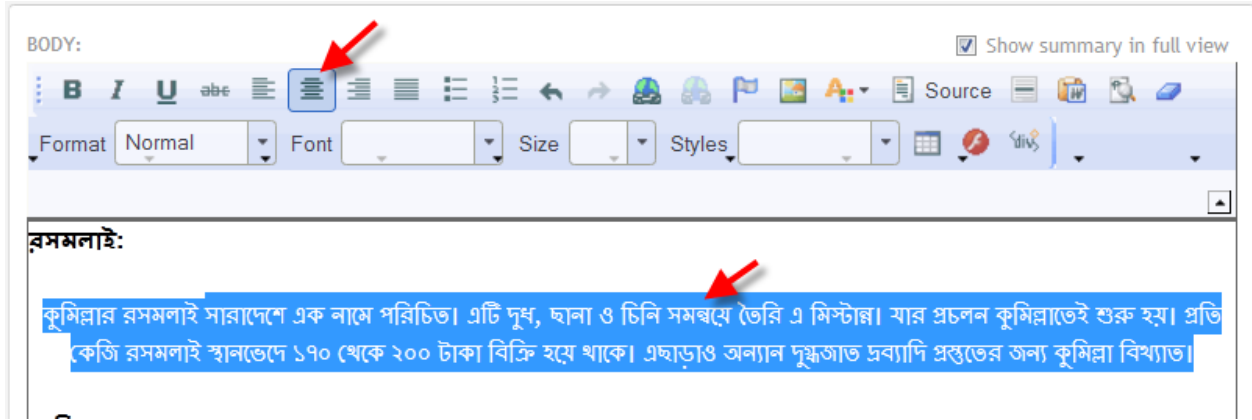 BODY:
Show summary in full view
B I U abc
Source
Format Normal Font Size Styles
রসমলাই:
কুমিল্লার রসমলাই সারাদেশে এক নামে পরিচিত। এটি দুধ, ছানা ও চিনি সমন্বয়ে তৈরি এ মিস্টান্ন। যার প্রচলন কুমিল্লাতেই শুরু হয়। প্রতি
কেজি রসমলাই স্থানভেদে ১৭০ থেকে ২০০ টাকা বিক্রি হয়ে থাকে। এছাড়াও অন্যান দুগ্ধজাত দ্রব্যাদি প্রস্তুতের জন্য কুমিল্লা বিখ্যাত।